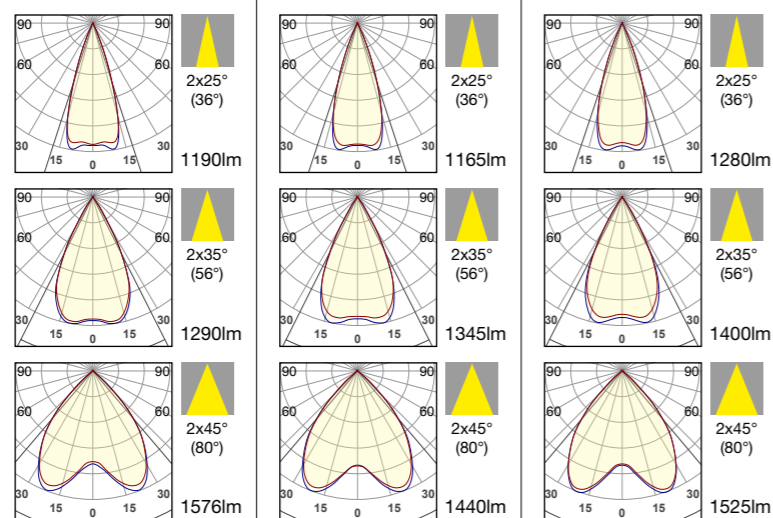 90 90
60 60
30 15 0 15 30
2x25°
(36°)
1190lm
90 90
60 60
30 15 0 15 30
2x25°
(36°)
1165lm
90 90
60 60
30 15 0 15 30
2x25°
(36°)
1280lm
90 90
60 60
30 15 0 15 30
2x35°
(56°)
1290lm
90 90
60 60
30 15 0 15 30
2x35°
(56°)
1345lm
90 90
60 60
30 15 0 15 30
2x35°
(56°)
1400lm
90 90
60 60
30 15 0 15 30
2x45°
(80°)
1576lm
90 90
60 60
30 15 0 15 30
2x45°
(80°)
1440lm
90 90
60 60
30 15 0 15 30
2x45°
(80°)
1525lm